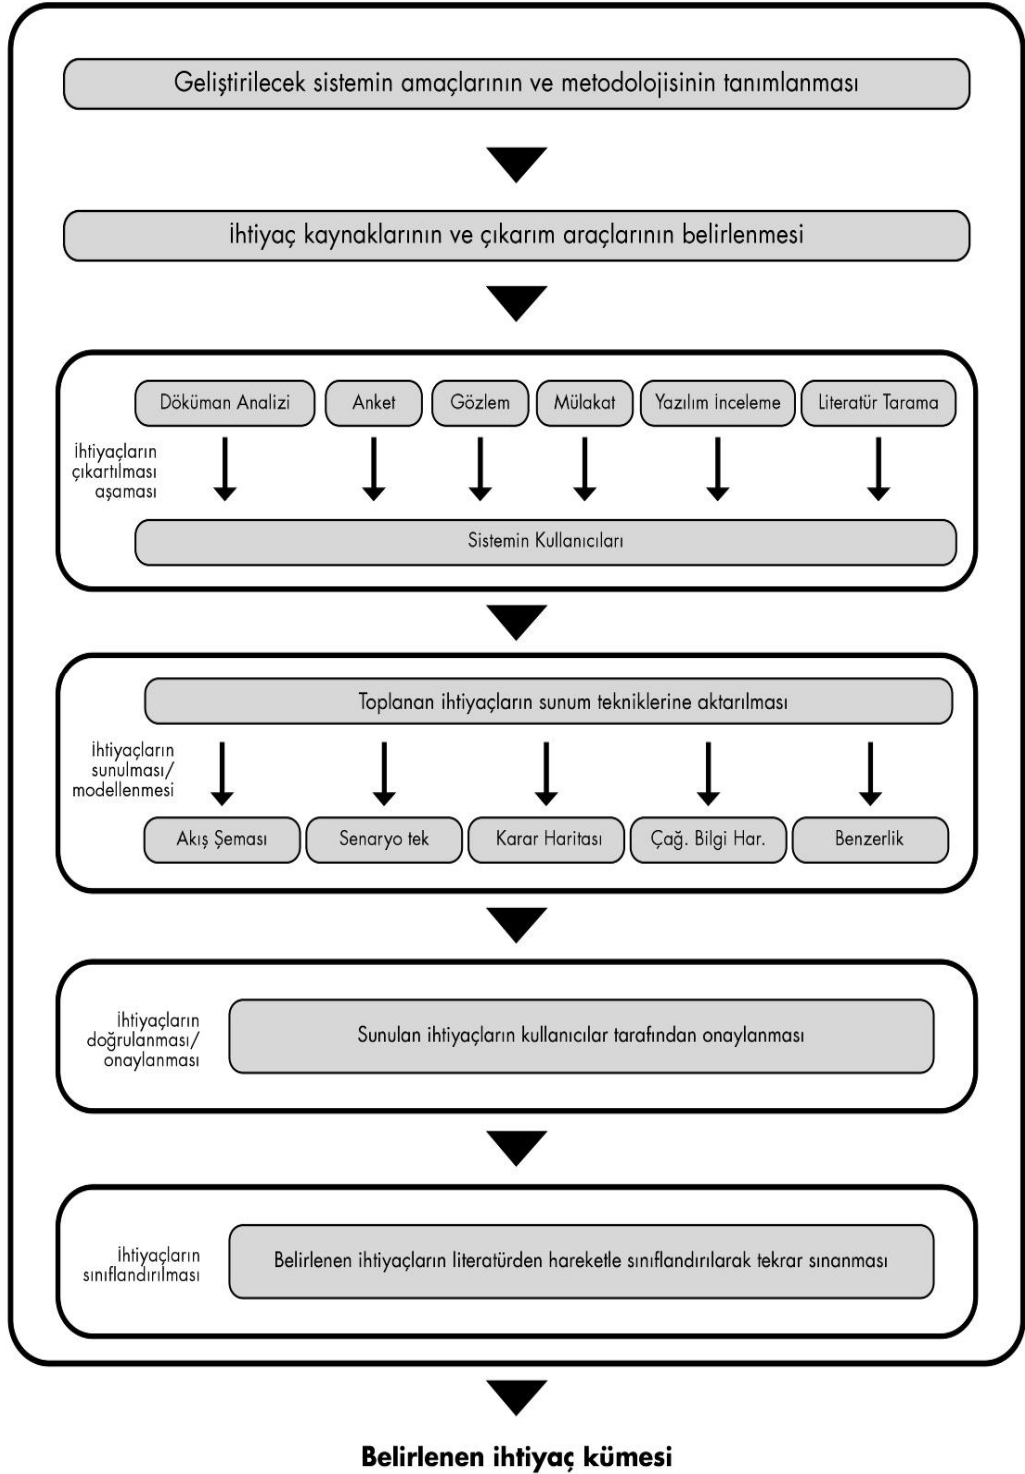 Geliştirilecek sistemin amaçlarının ve metodolojisinin tanımlanması
İhtiyaç kaynaklarının ve çıkarım araçlarının belirlenmesi
Döküman Analizi
Anket
Gözlem
Mülakat
Yazılım İnceleme
Literatür Tarama
İhtiyaçların
çıkartılması
aşaması
Sistemin Kullanıcıları
Toplanan ihtiyaçların sunum tekniklerine aktarılması
İhtiyaçların
sunulması/
modellenmesi
Akış Şeması
Senaryo tek
Karar Haritası
Çağ. Bilgi Har.
Benzerlik
İhtiyaçların
doğrulanması/
onaylanması
Sunulan ihtiyaçların kullanıcılar tarafından onaylanması
İhtiyaçların
sınıflandırılması
Belirlenen ihtiyaçların literatürden hareketle sınıflandırılarak tekrar sınanması
Belirlenen ihtiyaç kümesi